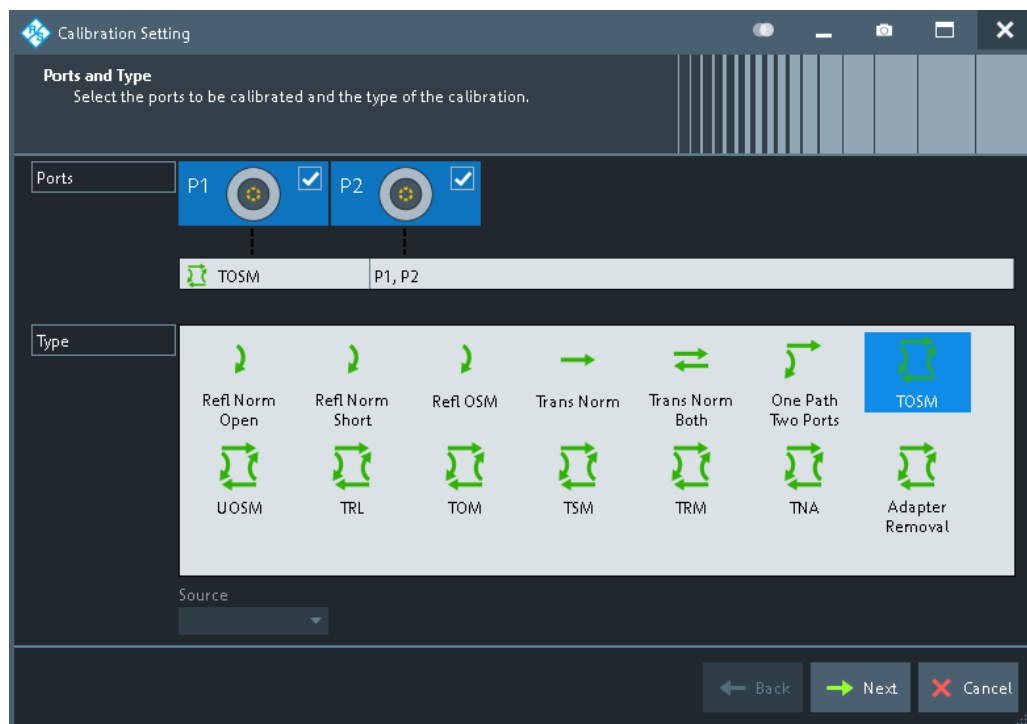 R&S Calibration Setting
Ports and Type
Select the ports to be calibrated and the type of the calibration.
Ports
P1
P2
TOSM
P1, P2
Type
Refl Norm
Open
Refl Norm
Short
Refl OSM
Trans Norm
Trans Norm
Both
One Path
Two Ports
TOSM
UOSM
TRL
TOM
TSM
TRM
TNA
Adapter
Removal
Source
Back
Next
Cancel